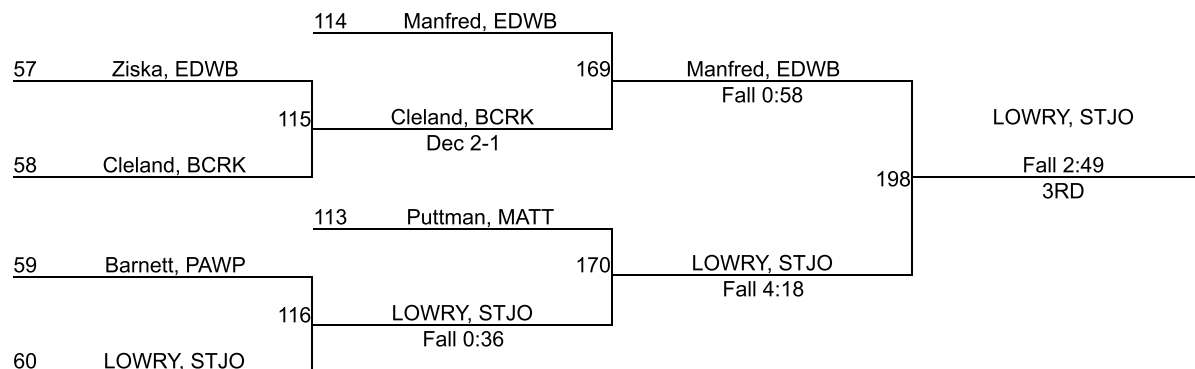 114 Manfred, EDWB
57 Ziska, EDWB
169 Manfred, EDWB
Fall 0:58
115 Cleland, BCRK
Dec 2-1
LOWRY, STJO
58 Cleland, BCRK
Fall 2:49
198
3RD
113 Puttman, MATT
59 Barnett, PAWP
170 LOWRY, STJO
Fall 4:18
116 LOWRY, STJO
Fall 0:36
60 LOWRY, STJO